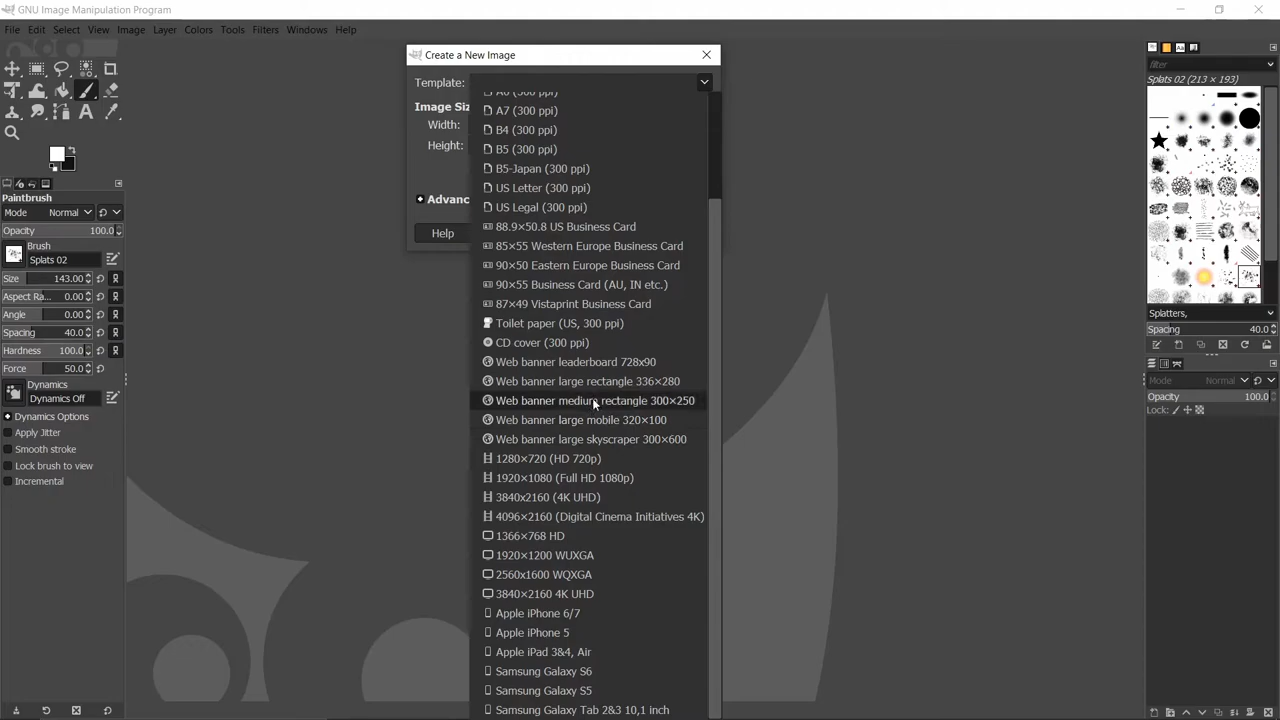 GNU Image Manipulation Program
File Edit Select View Image Layer Colors Tools Filters Windows Help
Create a New Image
Template:
Image Siz
Width:
Height:
Advanc
Help
A6 (300 ppi)
A7 (300 ppi)
B4 (300 ppi)
B5 (300 ppi)
B5-Japan (300 ppi)
US Letter (300 ppi)
US Legal (300 ppi)
88.9×50.8 US Business Card
85×55 Western Europe Business Card
90×50 Eastern Europe Business Card
90×55 Business Card (AU, IN etc.)
87×49 Vistaprint Business Card
Toilet paper (US, 300 ppi)
CD cover (300 ppi)
Web banner leaderboard 728x90
Web banner large rectangle 336×280
Web banner medium rectangle 300×250
Web banner large mobile 320×100
Web banner large skyscraper 300×600
1280×720 (HD 720p)
1920×1080 (Full HD 1080p)
3840x2160 (4K UHD)
4096×2160 (Digital Cinema Initiatives 4K)
1366×768 HD
1920×1200 WUXGA
2560x1600 WQXGA
3840×2160 4K UHD
Apple iPhone 6/7
Apple iPhone 5
Apple iPad 3&4, Air
Samsung Galaxy S6
Samsung Galaxy S5
Samsung Galaxy Tab 2&3 10,1 inch
Paintbrush
Mode Normal
Opacity 100.0
Brush
Splats 02
Size 143.00
Aspect Ra... 0.00
Angle 0.00
Spacing 40.0
Hardness 100.0
Force 50.0
Dynamics
Dynamics Off
Dynamics Options
Apply Jitter
Smooth stroke
Lock brush to view
Incremental
filter
Splats 02 (213 × 193)
Splatters,
Spacing 40.0
Mode Normal
Opacity 100.0
Lock: